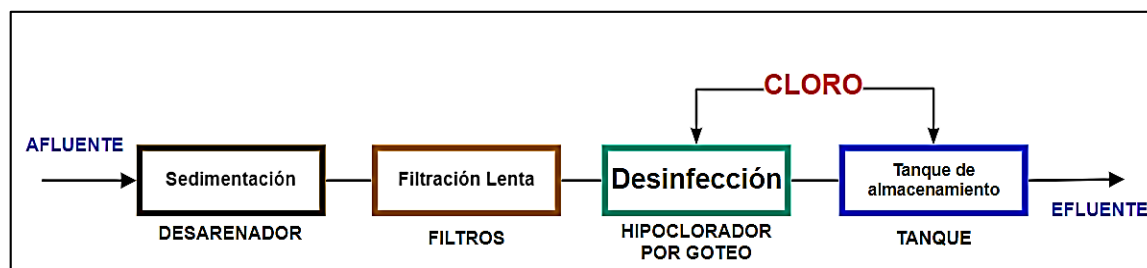 CLORO
AFLUENTE
Sedimentación
Filtración Lenta
Desinfección
Tanque de
almacenamiento
EFLUENTE
DESARENADOR
FILTROS
HIPOCLORADOR
POR GOTEO
TANQUE